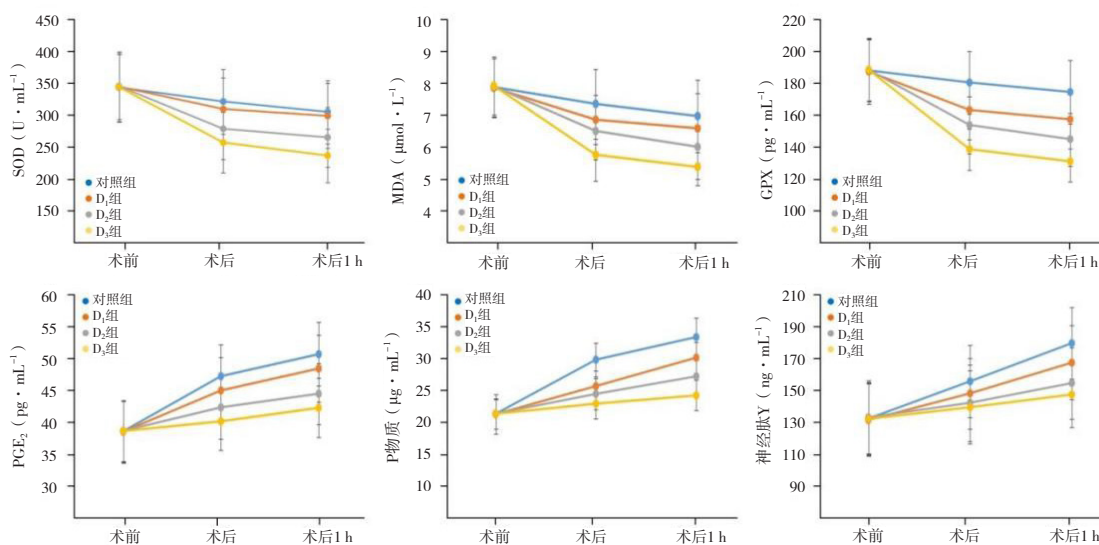 SOD（U·mL⁻¹）
450
400
350
300
250
200
150
对照组
D₁组
D₂组
D₃组
术前
术后
术后1 h
MDA（μmol·L⁻¹）
10
9
8
7
6
5
4
对照组
D₁组
D₂组
D₃组
术前
术后
术后1 h
GPX（pg·mL⁻¹）
220
200
180
160
140
120
100
对照组
D₁组
D₂组
D₃组
术前
术后
术后1 h
PGE₂（pg·mL⁻¹）
60
55
50
45
40
35
30
对照组
D₁组
D₂组
D₃组
术前
术后
术后1 h
P物质（μg·mL⁻¹）
40
35
30
25
20
15
10
对照组
D₁组
D₂组
D₃组
术前
术后
术后1 h
神经肽Y（ng·mL⁻¹）
210
190
170
150
130
110
90
对照组
D₁组
D₂组
D₃组
术前
术后
术后1 h